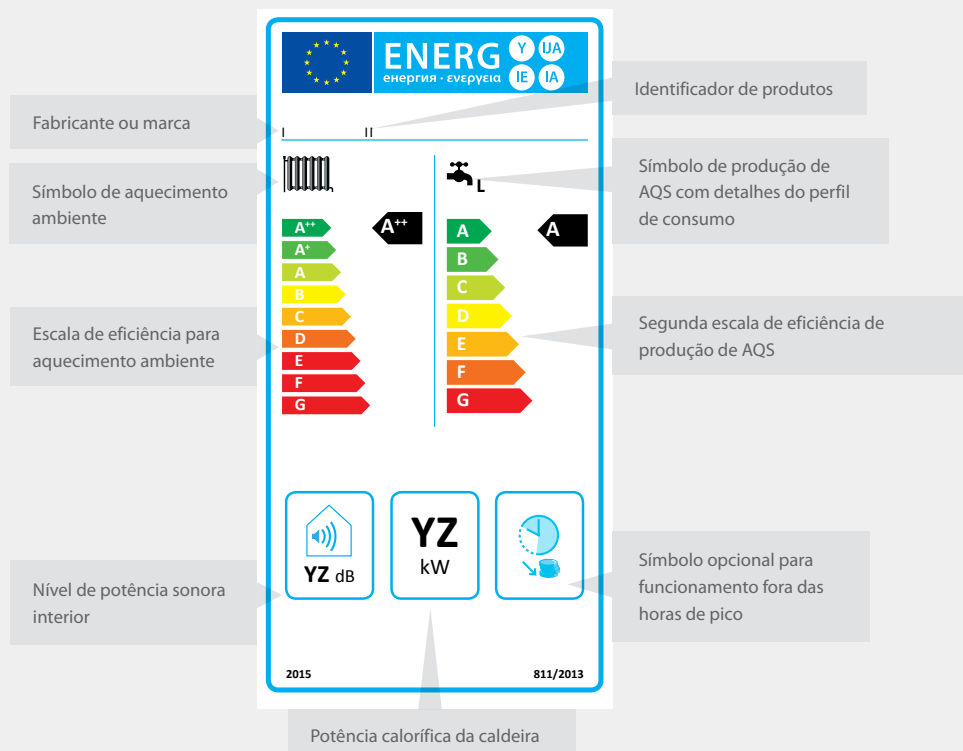 ENERG Y UA
енергия · ενεργεια IE IA
Fabricante ou marca
Identificador de produtos
I II
Símbolo de aquecimento
ambiente
L
Símbolo de produção de
AQS com detalhes do perfil
de consumo
A++ A++
A+
A
B
C
D
E
F
G
A A
B
C
D
E
F
G
Escala de eficiência para
aquecimento ambiente
Segunda escala de eficiência de
produção de AQS
YZ dB
YZ
kW
Nível de potência sonora
interior
Símbolo opcional para
funcionamento fora das
horas de pico
2015 811/2013
Potência calorífica da caldeira